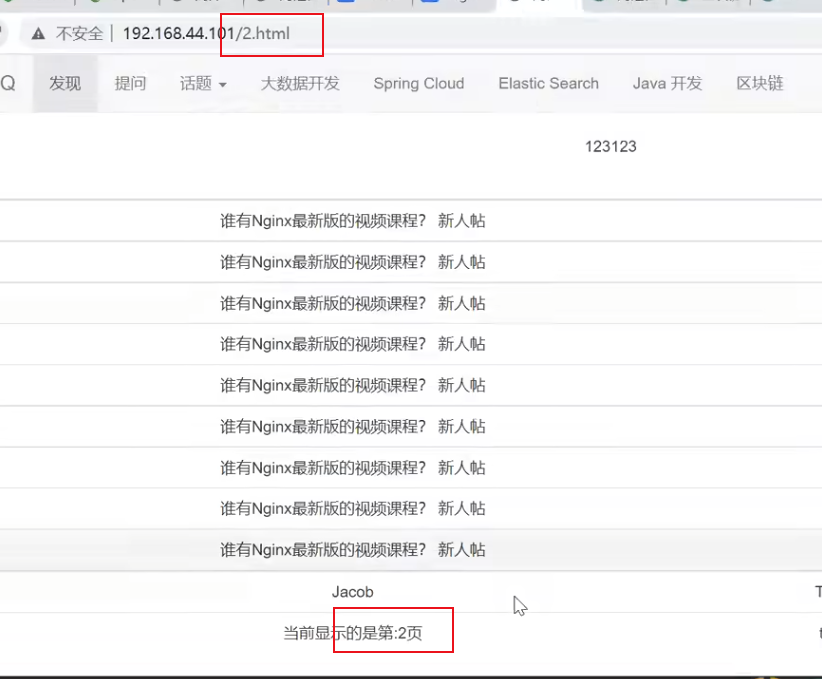 不安全 192.168.44.101/2.html
Q 发现 提问 话题 大数据开发 Spring Cloud Elastic Search Java 开发 区块链
123123
谁有Nginx最新版的视频课程? 新人帖
谁有Nginx最新版的视频课程? 新人帖
谁有Nginx最新版的视频课程? 新人帖
谁有Nginx最新版的视频课程? 新人帖
谁有Nginx最新版的视频课程? 新人帖
谁有Nginx最新版的视频课程? 新人帖
谁有Nginx最新版的视频课程? 新人帖
谁有Nginx最新版的视频课程? 新人帖
谁有Nginx最新版的视频课程? 新人帖
Jacob
当前显示的是第:2页